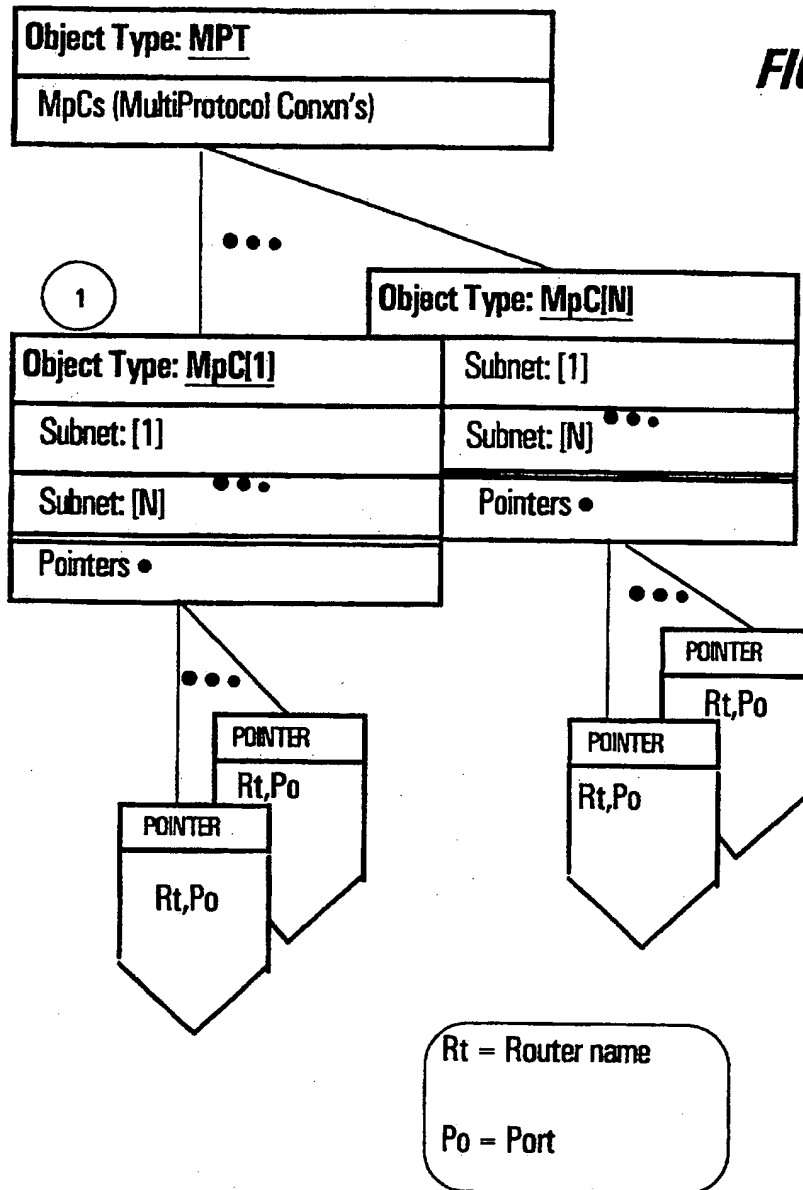 Object Type: MPT
MpCs (MultiProtocol Conxn's)
1
Object Type: MpC[N]
Subnet: [1]
Subnet: [N]
Pointers
Object Type: MpC[1]
Subnet: [1]
Subnet: [N]
Pointers
POINTER
Rt,Po
POINTER
Rt,Po
POINTER
Rt,Po
POINTER
Rt,Po
Rt = Router name
Po = Port